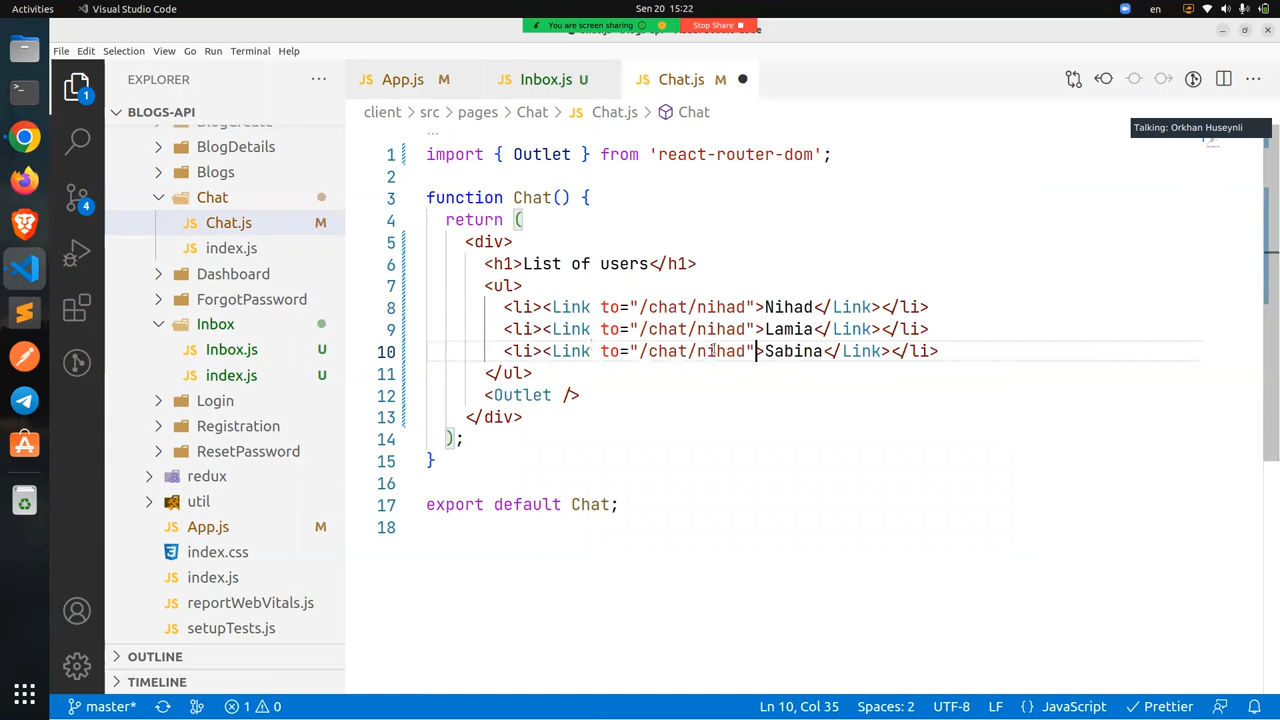 Activities
Visual Studio Code
Sen 20 15:22
en
You are screen sharing
Stop Share
File Edit Selection View Go Run Terminal Help
EXPLORER
BLOGS-API
BlogDetails
Blogs
Chat
Chat.js M
index.js
Dashboard
ForgotPassword
Inbox
Inbox.js
index.js
Login
Registration
ResetPassword
redux
util
App.js M
index.css
index.js
reportWebVitals.js
setupTests.js
OUTLINE
TIMELINE
1
4
App.js M
Inbox.js U
Chat.js M
client > src > pages > Chat > JS Chat.js > Chat
Talking: Orkhan Huseynli
1 import { Outlet } from 'react-router-dom';
2
3 function Chat() {
4 return (
5 <div>
6 <h1>List of users</h1>
7 <ul>
8 <li><Link to="/chat/nihad">Nihad</Link></li>
9 <li><Link to="/chat/nihad">Lamia</Link></li>
10 <li><Link to="/chat/nihad">Sabina</Link></li>
11 </ul>
12 <Outlet />
13 </div>
14 );
15 }
16
17 export default Chat;
18
master* 1 0 Ln 10, Col 35 Spaces: 2 UTF-8 LF {} JavaScript Prettier